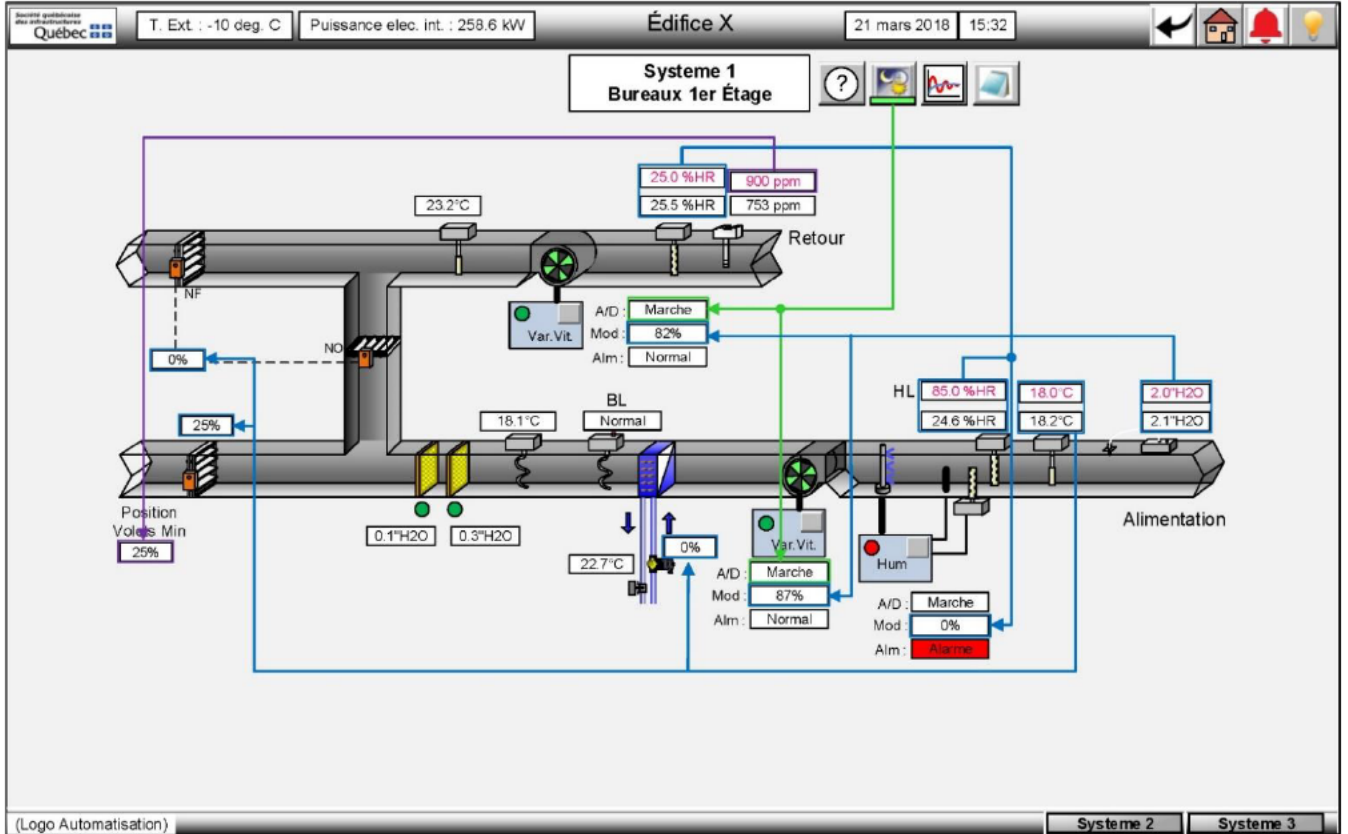 Société québécoise
des infrastructures
Québec
T. Ext. : -10 deg. C
Puissance elec. int. : 258.6 kW
Édifice X
21 mars 2018
15:32
Systeme 1
Bureaux 1er Étage
?
25.0 %HR
900 ppm
25.5 %HR
753 ppm
23.2°C
Retour
NF
A/D : Marche
Var.Vit.
Mod : 82%
Alm : Normal
NO
0%
HL
85.0 %HR
18.0°C
2.0"H2O
24.6 %HR
18.2°C
2.1"H2O
BL
18.1°C
Normal
25%
Position
Volets Min
25%
0.1"H2O
0.3"H2O
Alimentation
22.7°C
0%
Var.Vit.
Hum
A/D : Marche
Mod : 87%
Alm : Normal
A/D : Marche
Mod : 0%
Alm : Alarme
(Logo Automatisation)
Systeme 2
Systeme 3